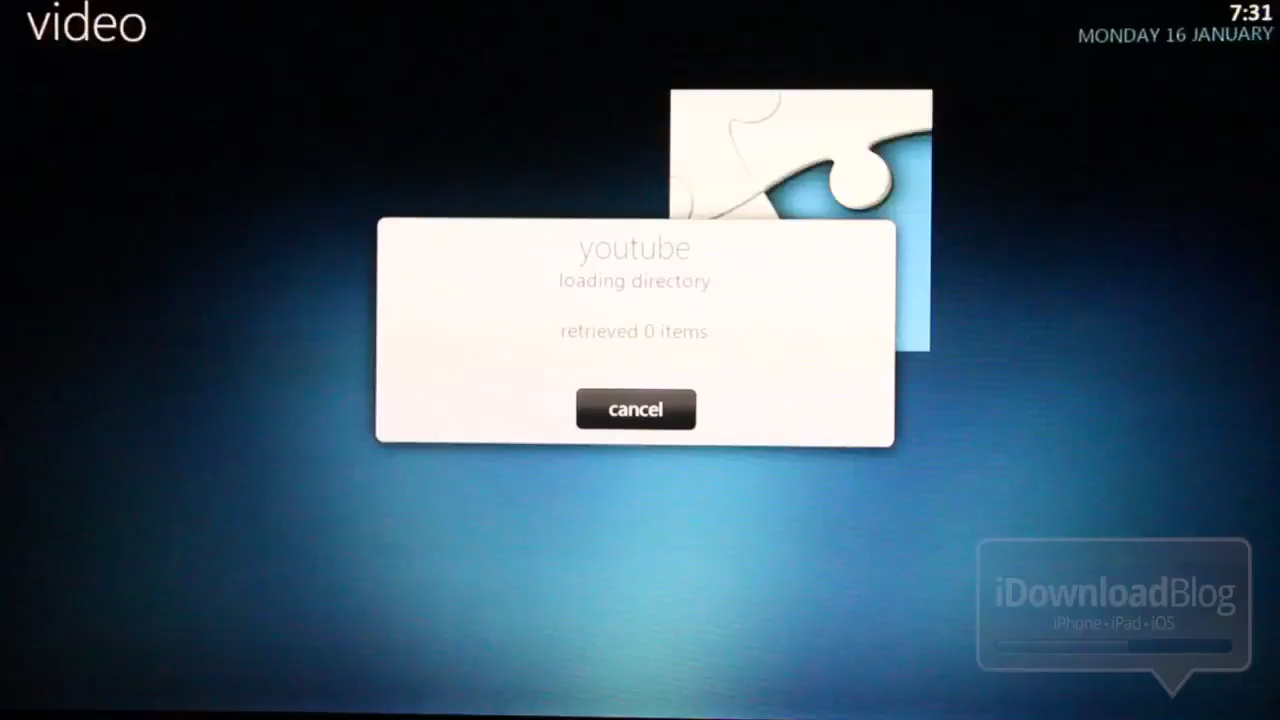 video
7:31
MONDAY 16 JANUARY
youtube
loading directory
retrieved 0 items
cancel
iDownloadBlog
iPhone • iPad • iOS